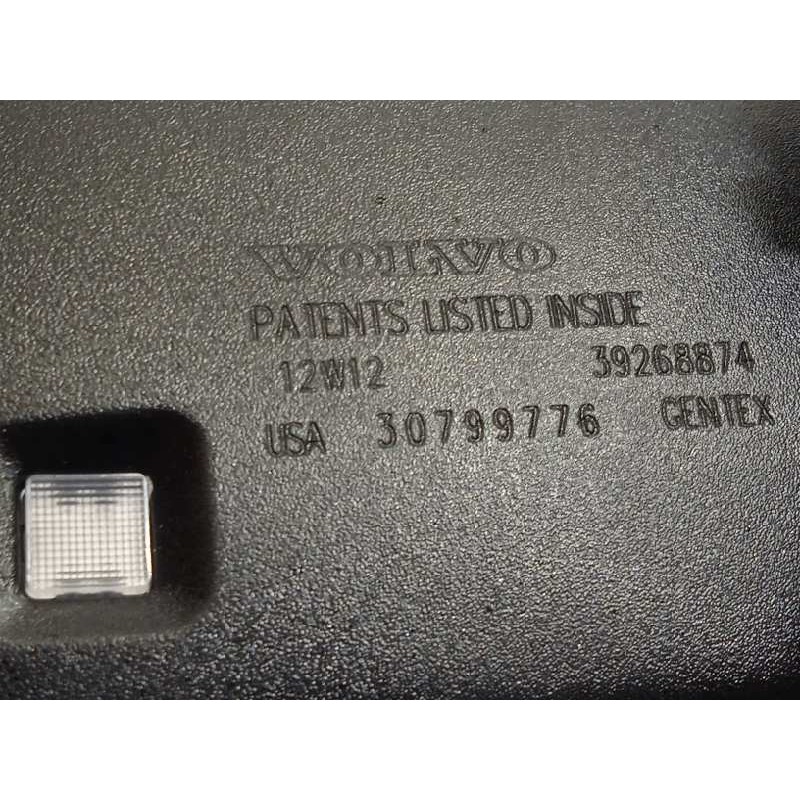 VOLVO
PATENTS LISTED INSIDE
12W12 39268874
USA 30799776 GENTEX